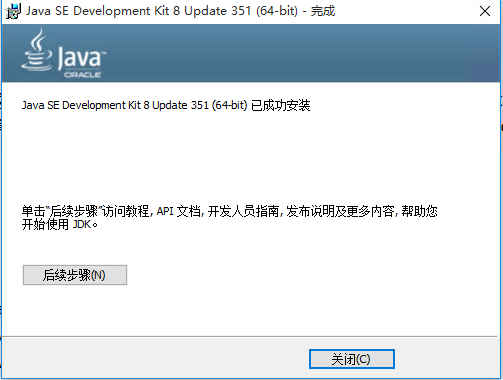 Java SE Development Kit 8 Update 351 (64-bit) - 完成
Java™
ORACLE
Java SE Development Kit 8 Update 351 (64-bit) 已成功安装
单击“后续步骤”访问教程, API 文档, 开发人员指南, 发布说明及更多内容, 帮助您
开始使用 JDK。
后续步骤(N)
关闭(C)